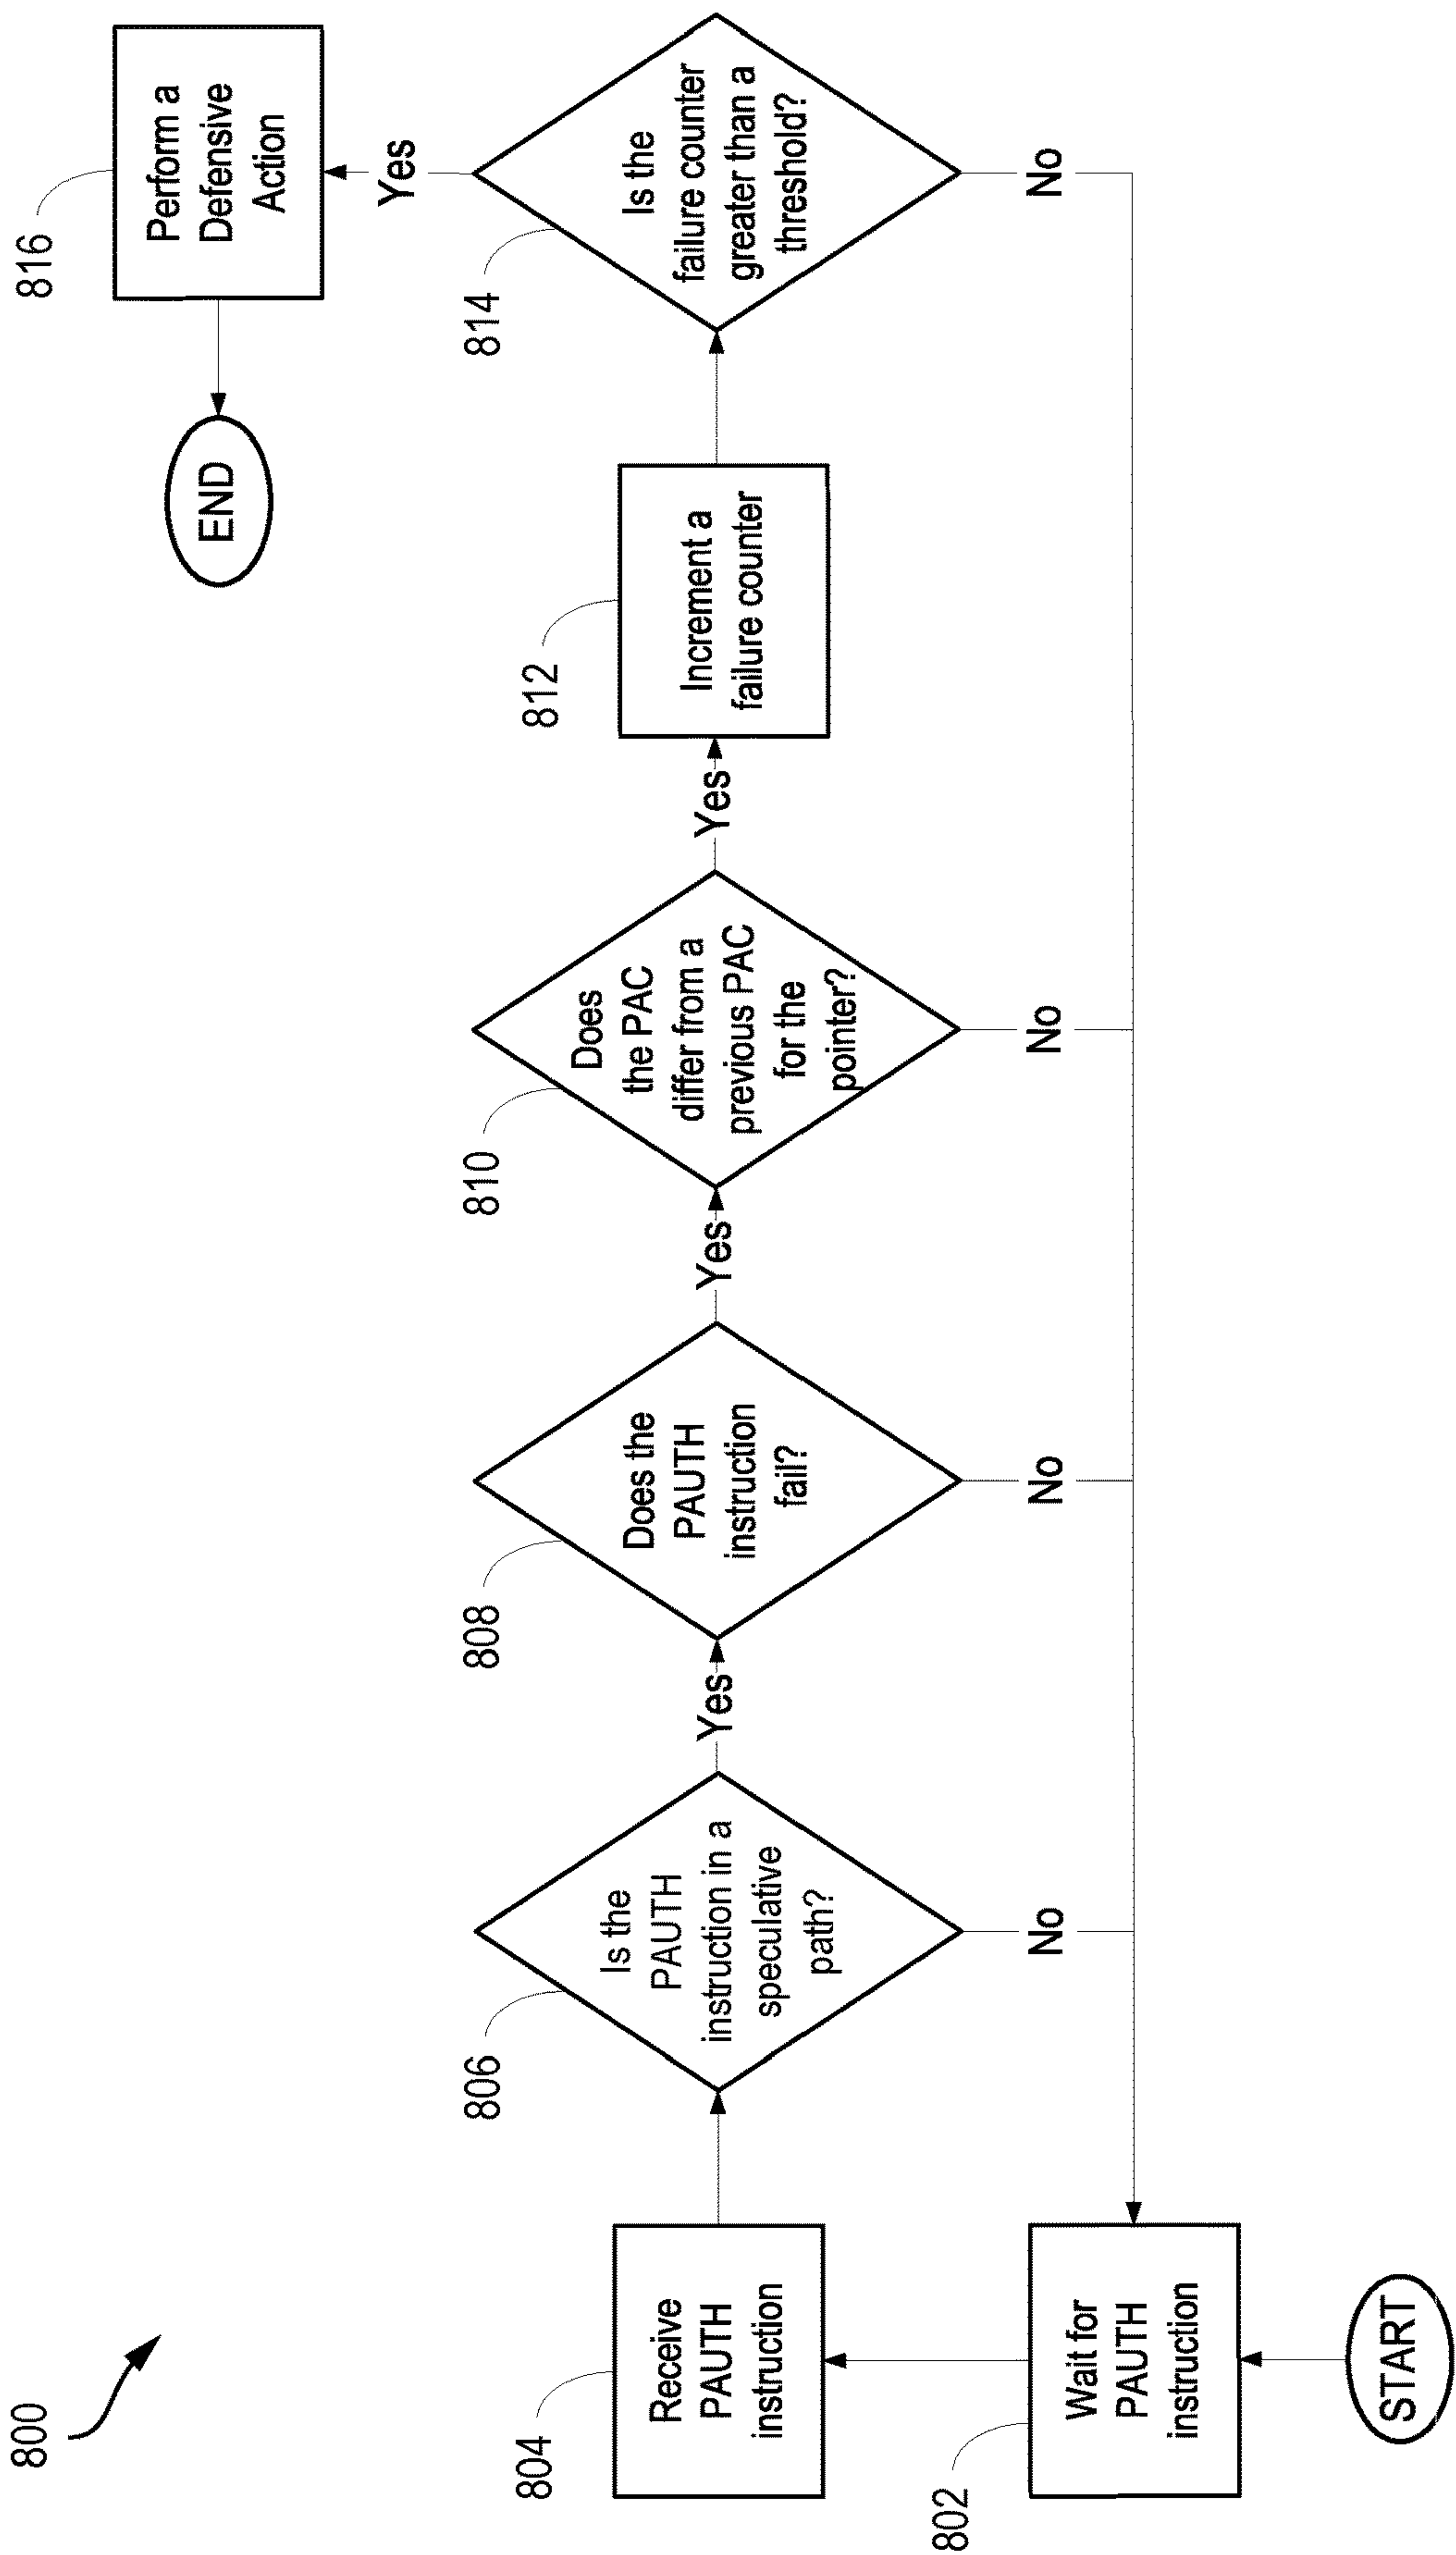 800
START
802
Wait for
PAUTH
instruction
804
Receive
PAUTH
instruction
806
Is the
PAUTH
instruction in a
speculative
path?
No
Yes
808
Does the
PAUTH
instruction
fail?
No
Yes
810
Does
the PAC
differ from a
previous PAC
for the
pointer?
No
Yes
812
Increment a
failure counter
814
Is the
failure counter
greater than a
threshold?
No
Yes
816
Perform a
Defensive
Action
END